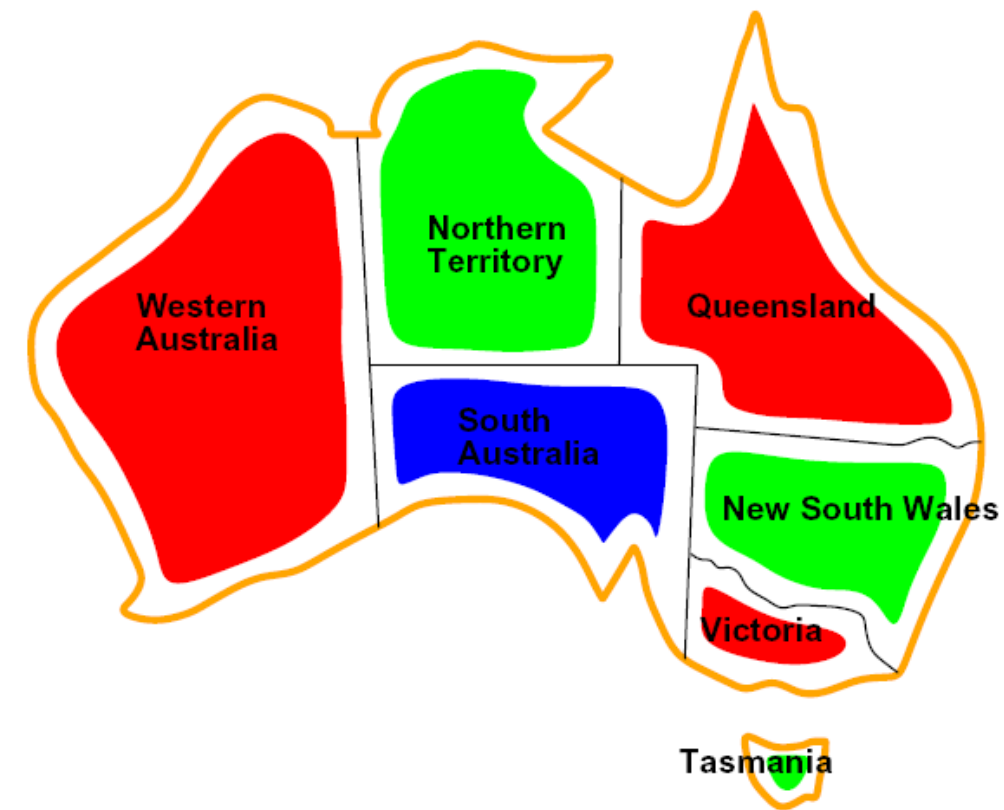 Northern
Territory
Western
Australia
Queensland
South
Australia
New South Wales
Victoria
Tasmania